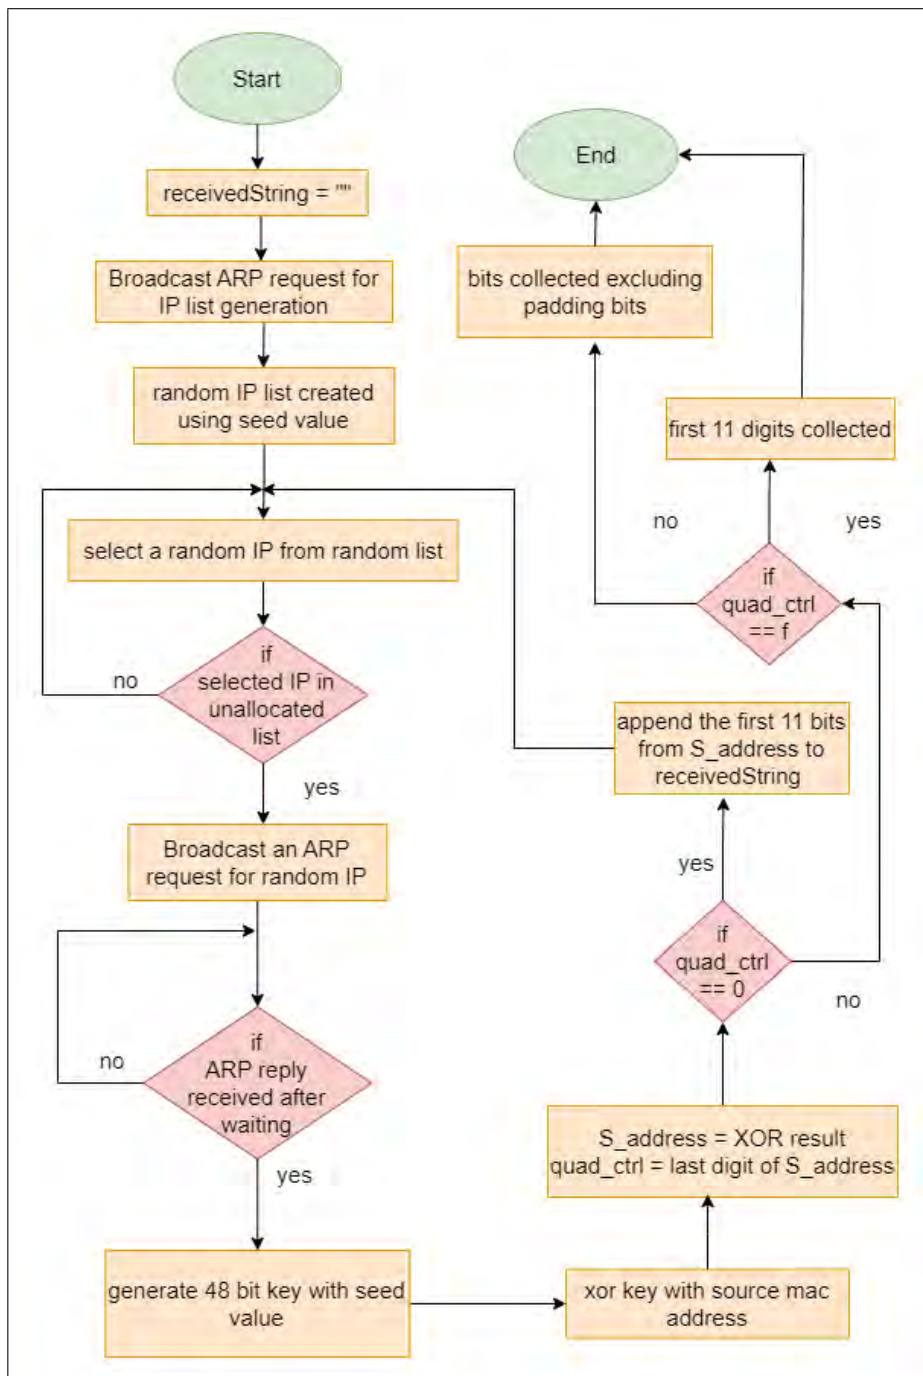 Start
receivedString = ""
Broadcast ARP request for
IP list generation
random IP list created
using seed value
select a random IP from random list
if
selected IP in
unallocated
list
no
yes
Broadcast an ARP
request for random IP
if
ARP reply
received after
waiting
no
yes
generate 48 bit key with seed
value
xor key with source mac
address
S_address = XOR result
quad_ctrl = last digit of S_address
if
quad_ctrl
== 0
yes
no
append the first 11 bits
from S_address to
receivedString
if
quad_ctrl
== f
no
yes
bits collected excluding
padding bits
first 11 digits collected
End